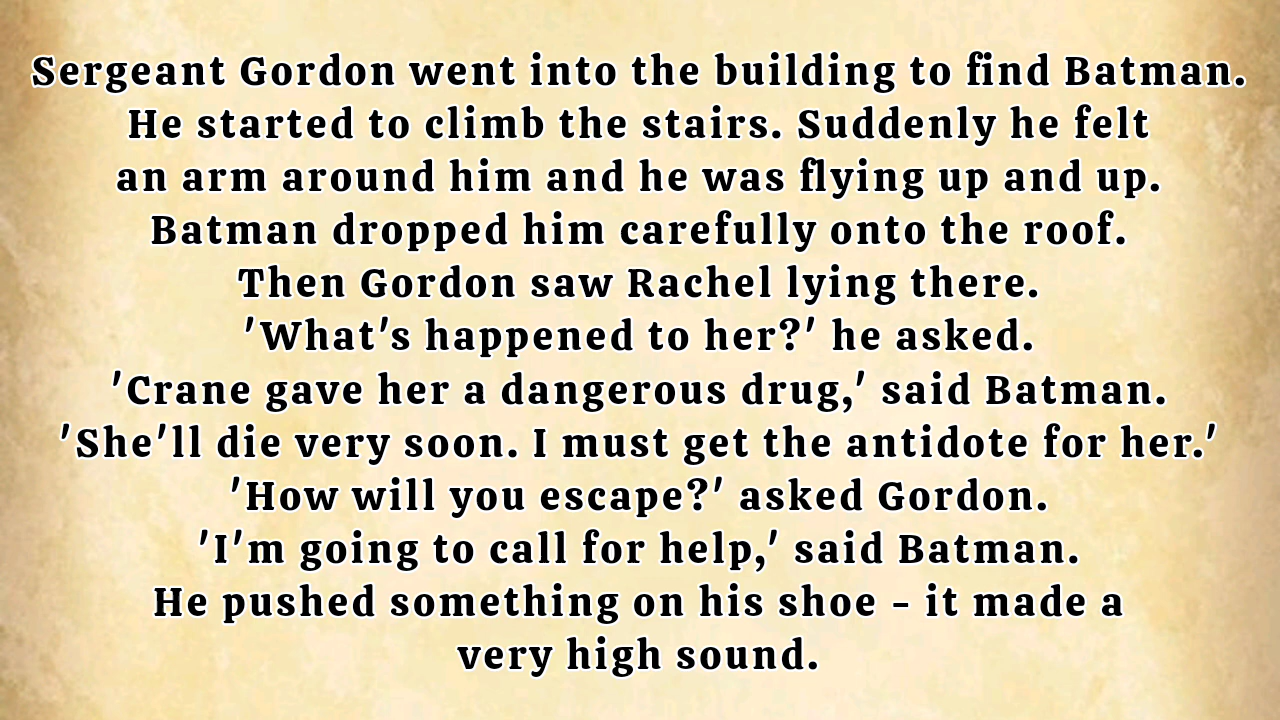 Sergeant Gordon went into the building to find Batman.
He started to climb the stairs. Suddenly he felt
an arm around him and he was flying up and up.
Batman dropped him carefully onto the roof.
Then Gordon saw Rachel lying there.
'What's happened to her?' he asked.
'Crane gave her a dangerous drug,' said Batman.
'She'll die very soon. I must get the antidote for her.'
'How will you escape?' asked Gordon.
'I'm going to call for help,' said Batman.
He pushed something on his shoe - it made a
very high sound.